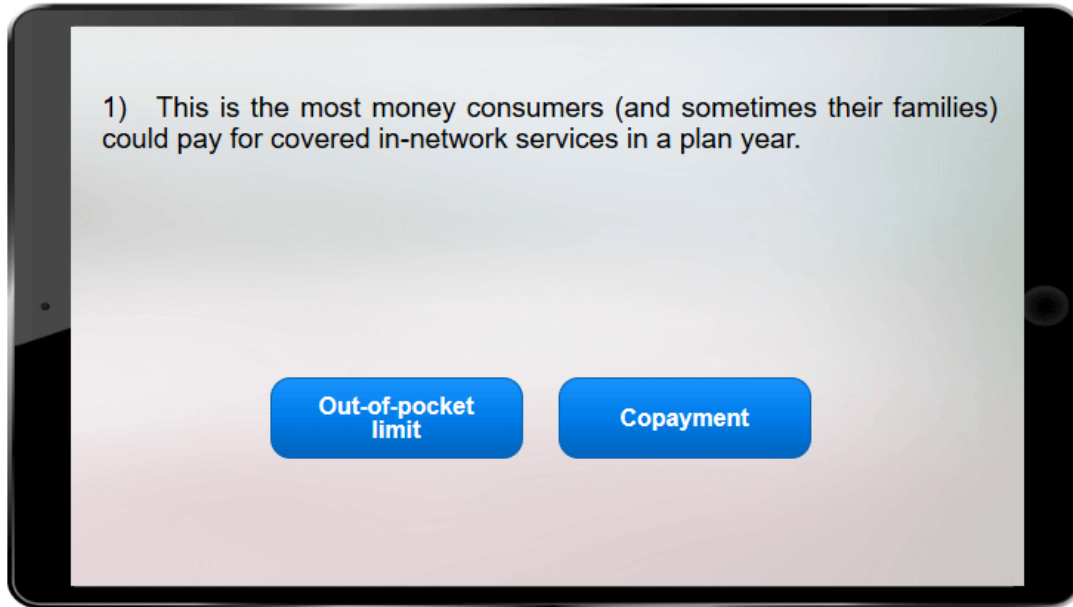 1) This is the most money consumers (and sometimes their families)
could pay for covered in-network services in a plan year.
Out-of-pocket
limit
Copayment